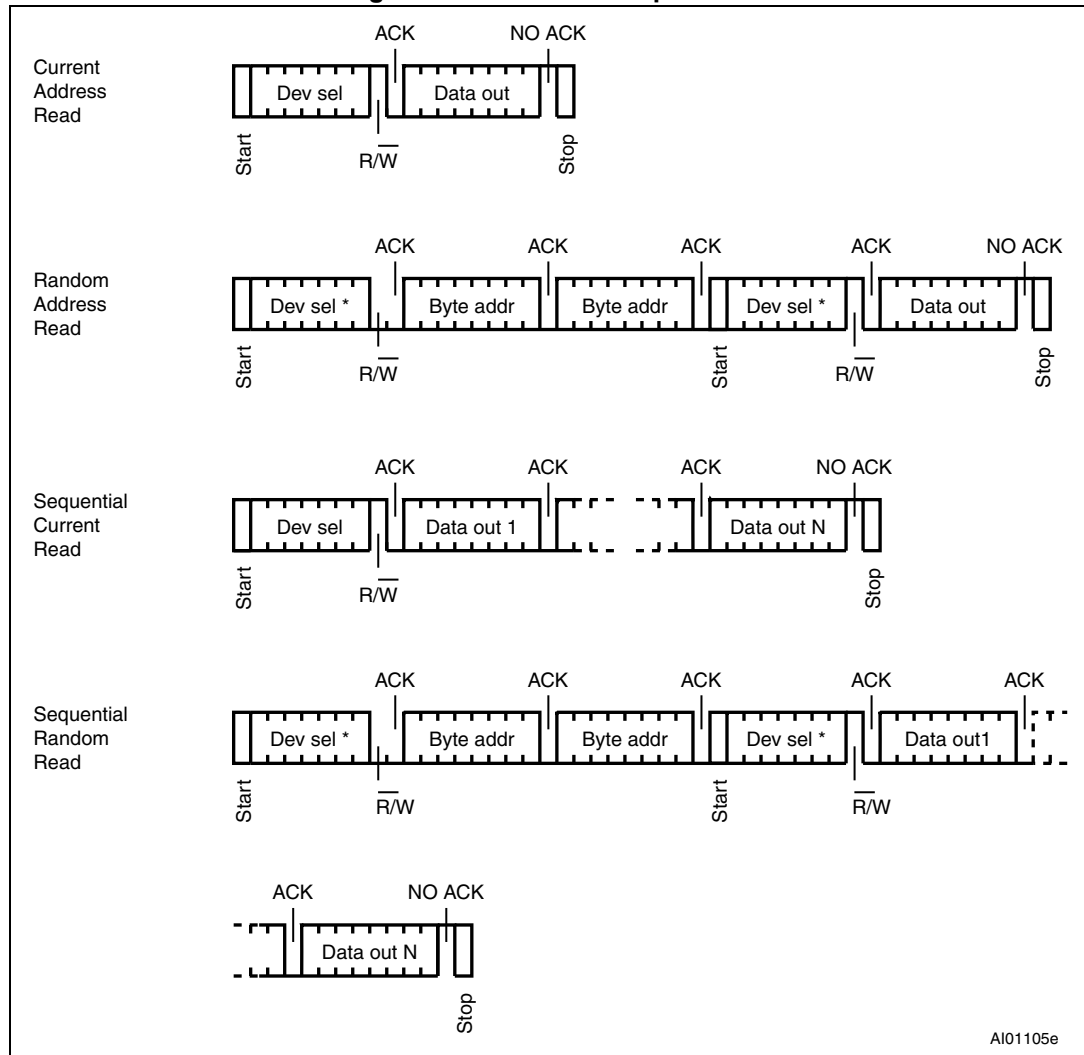 ACK NO ACK
Current
Address
Read
Dev sel Data out
Start R/W̅ Stop
ACK ACK ACK ACK NO ACK
Random
Address
Read
Dev sel * Byte addr Byte addr Dev sel * Data out
Start R/W̅ Start R/W̅ Stop
ACK ACK ACK NO ACK
Sequential
Current
Read
Dev sel Data out 1 Data out N
Start R/W̅ Stop
ACK ACK ACK ACK ACK
Sequential
Random
Read
Dev sel * Byte addr Byte addr Dev sel * Data out1
Start R̅/W Start R̅/W
ACK NO ACK
Data out N
Stop
AI01105e